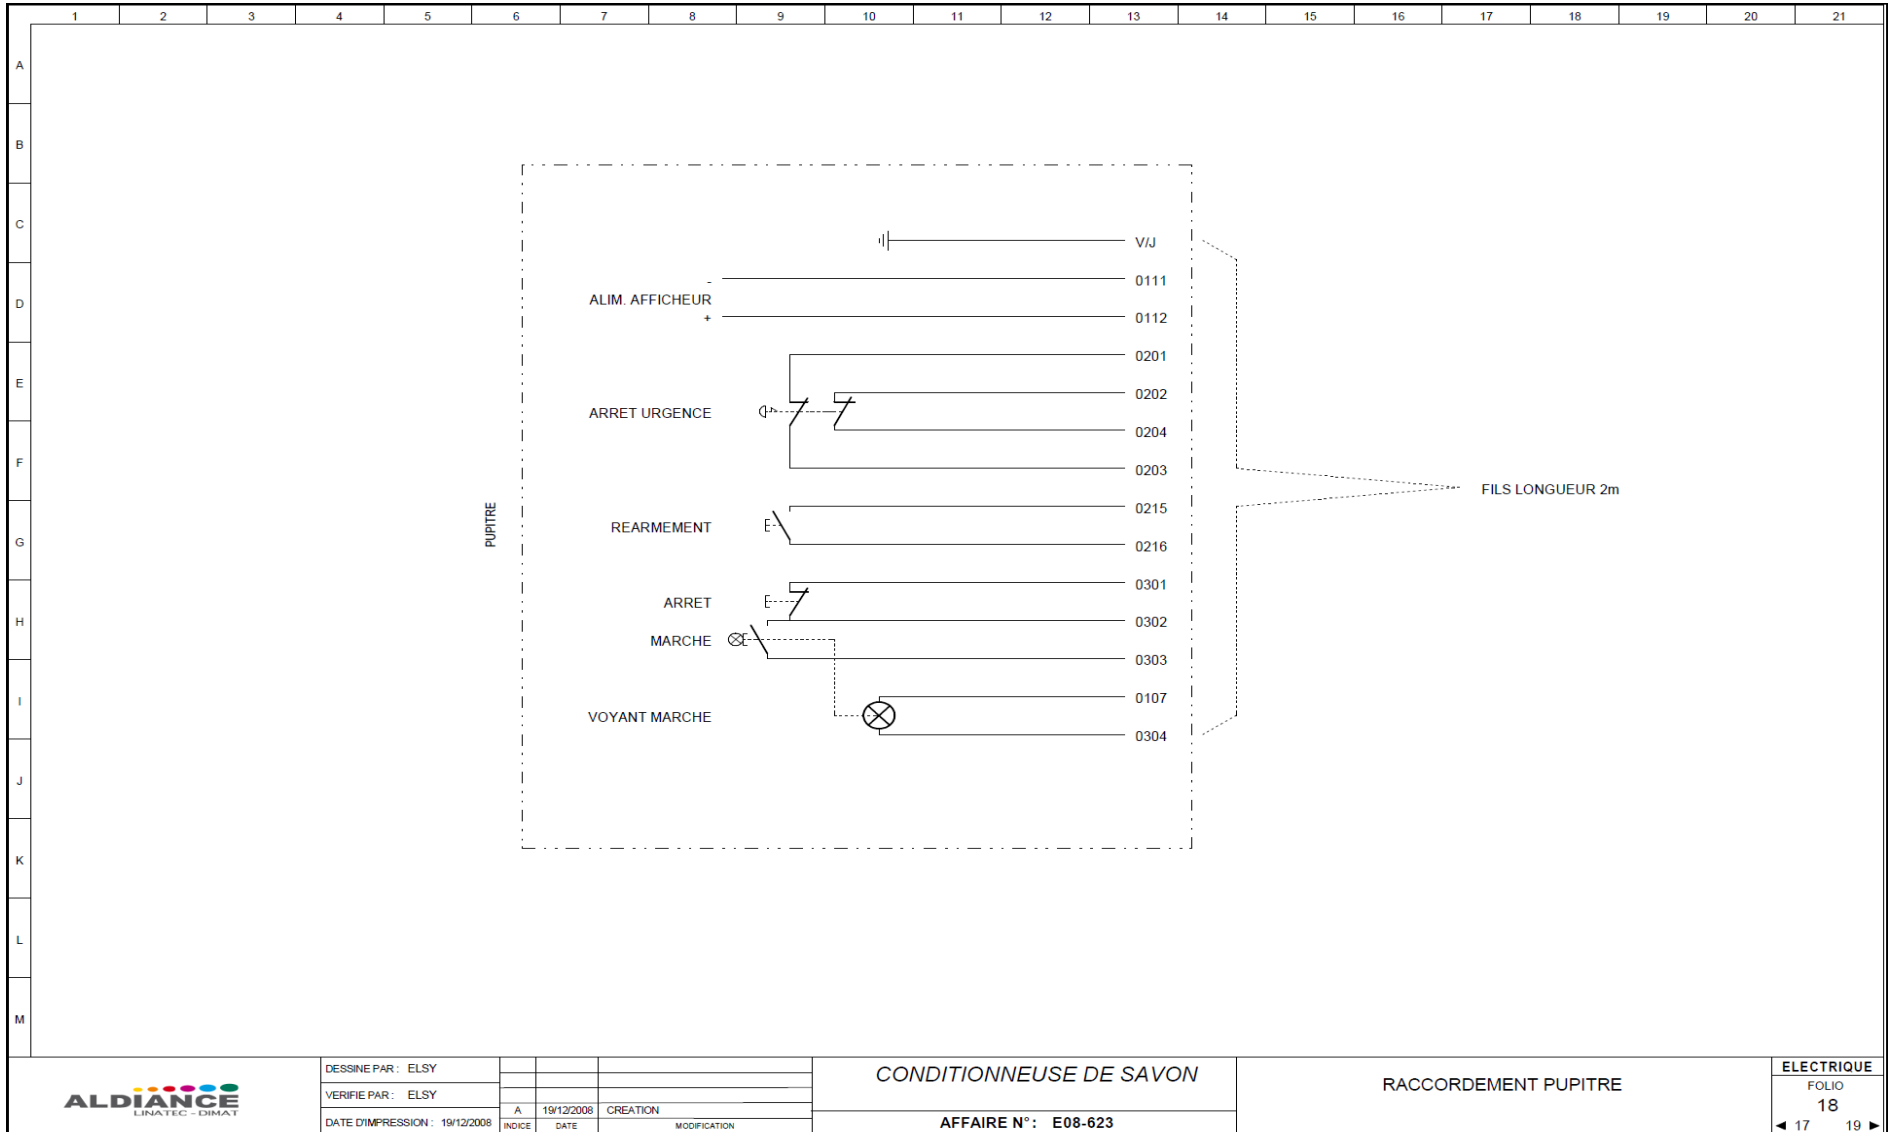 1 2 3 4 5 6 7 8 9 10 11 12 13 14 15 16 17 18 19 20 21
A
B
C
D
E
F
G
H
I
J
K
L
M
V/J
- 0111
ALIM. AFFICHEUR
+ 0112
0201
0202
ARRET URGENCE
0204
0203
PUPITRE
FILS LONGUEUR 2m
0215
REARMEMENT
0216
0301
ARRET
0302
MARCHE
0303
0107
VOYANT MARCHE
0304
ALDIANCE
LINATEC - DIMAT
DESSINE PAR : ELSY
VERIFIE PAR : ELSY
DATE D'IMPRESSION : 19/12/2008
A 19/12/2008 CREATION
INDICE DATE MODIFICATION
CONDITIONNEUSE DE SAVON
AFFAIRE N° : E08-623
RACCORDEMENT PUPITRE
ELECTRIQUE
FOLIO
18
◄ 17 19 ►